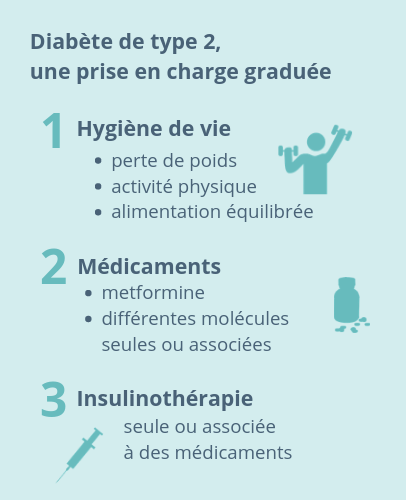 Diabète de type 2,
une prise en charge graduée
1 Hygiène de vie
• perte de poids
• activité physique
• alimentation équilibrée
2 Médicaments
• metformine
• différentes molécules
seules ou associées
3 Insulinothérapie
seule ou associée
à des médicaments